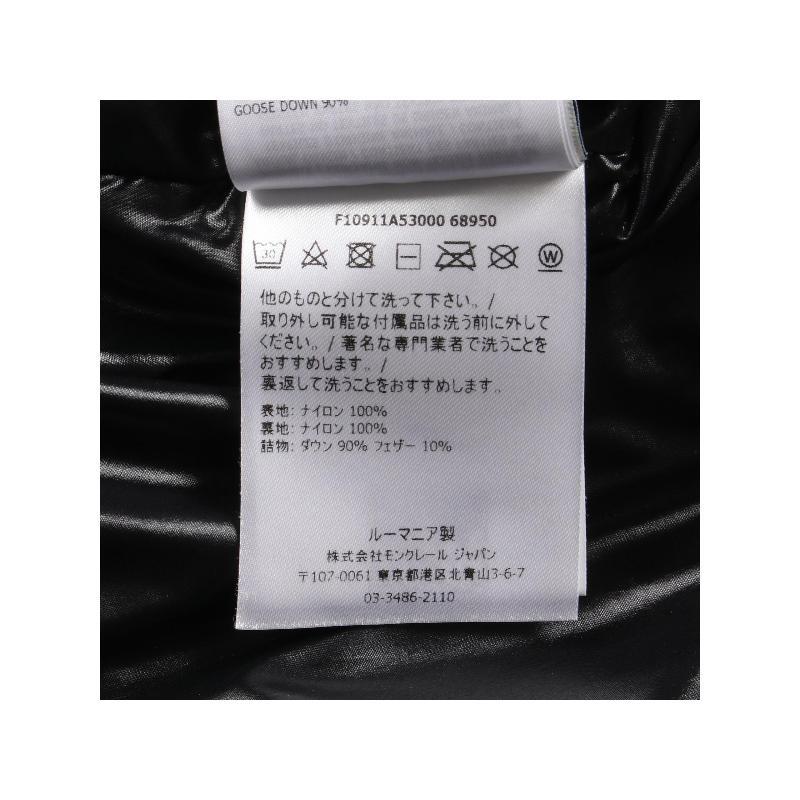 GOOSE DOWN 90%
F10911A53000 68950
30
W
他のものと分けて洗って下さい。/
取り外し可能な付属品は洗う前に外して
ください。/ 著名な専門業者で洗うことを
おすすめします。/
裏返して洗うことをおすすめします。
表地: ナイロン 100%
裏地: ナイロン 100%
詰物: ダウン 90% フェザー 10%
ルーマニア製
株式会社モンクレール ジャパン
〒107-0061 東京都港区北青山3-6-7
03-3486-2110